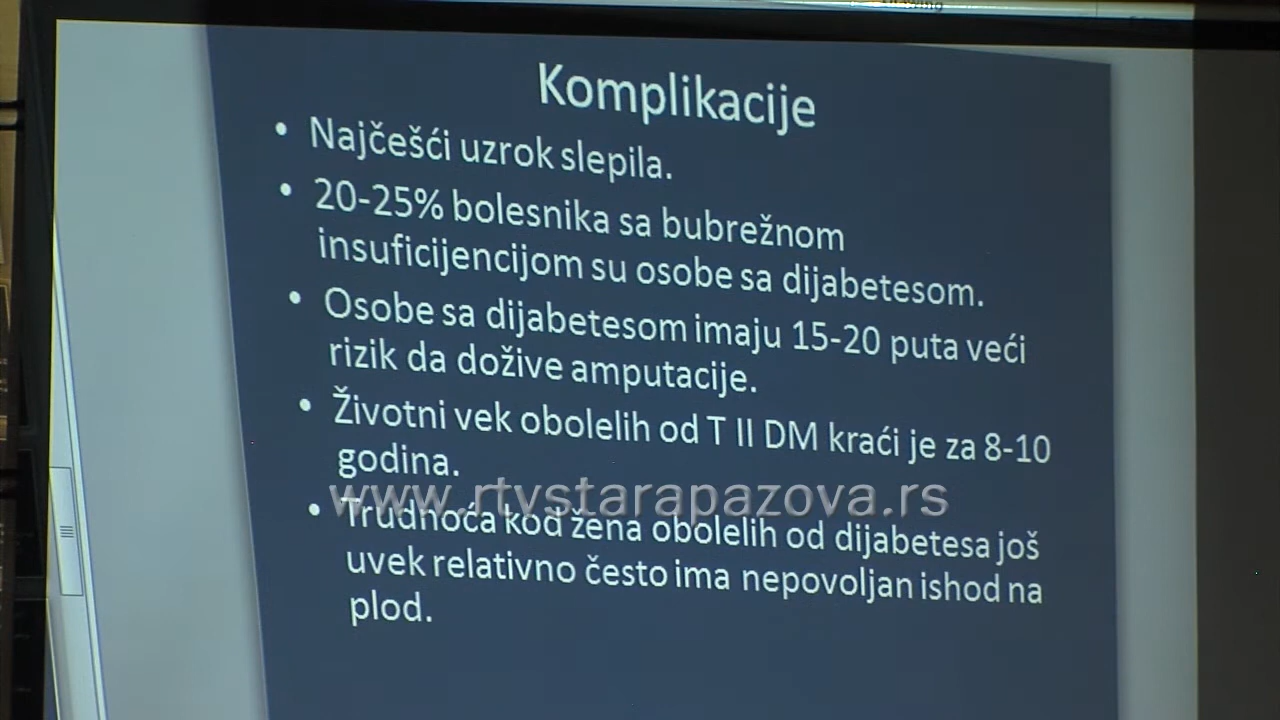 Komplikacije
• Najčešći uzrok slepila.
• 20-25% bolesnika sa bubrežnom
insuficijencijom su osobe sa dijabetesom.
• Osobe sa dijabetesom imaju 15-20 puta veći
rizik da dožive amputacije.
• Životni vek obolelih od T II DM kraći je za 8-10
godina.
www.rtvstarapazova.rs
• Trudnoća kod žena obolelih od dijabetesa još
uvek relativno često ima nepovoljan ishod na
plod.